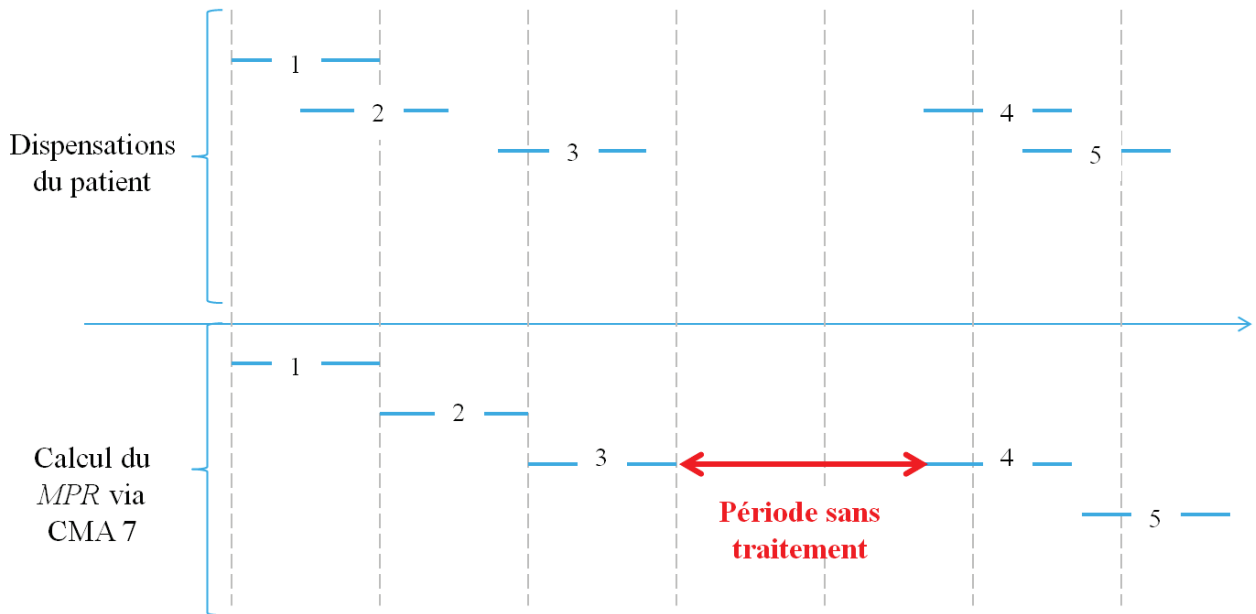 1
2
3
4
5
Dispensations
du patient
1
2
3
4
5
Calcul du
MPR via
CMA 7
Période sans
traitement